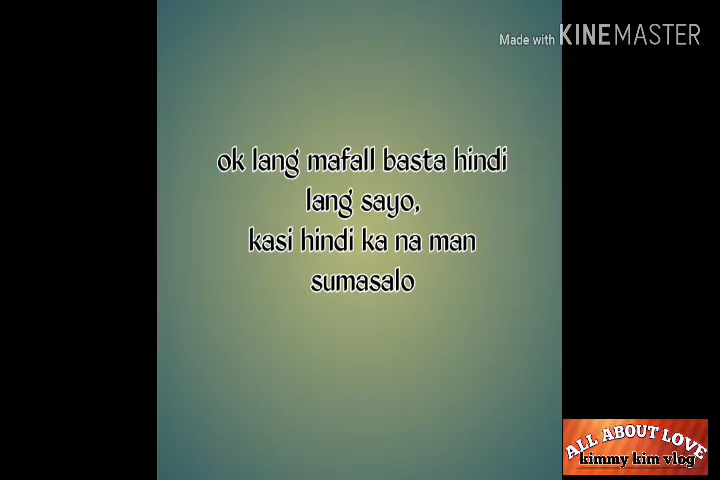 Made with KINEMASTER
ok lang mafall basta hindi
lang sayo,
kasi hindi ka na man
sumasalo
ALL ABOUT LOVE
kimmy kim vlog